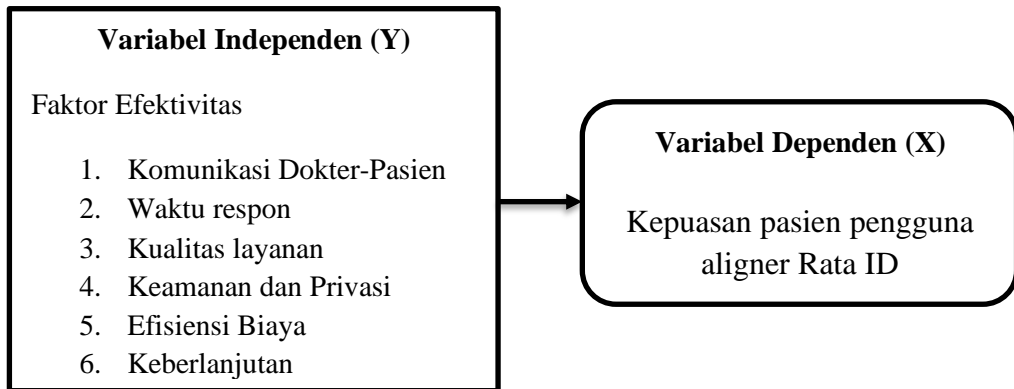 Variabel Independen (Y)
Faktor Efektivitas
1. Komunikasi Dokter-Pasien
2. Waktu respon
3. Kualitas layanan
4. Keamanan dan Privasi
5. Efisiensi Biaya
6. Keberlanjutan
Variabel Dependen (X)
Kepuasan pasien pengguna
aligner Rata ID